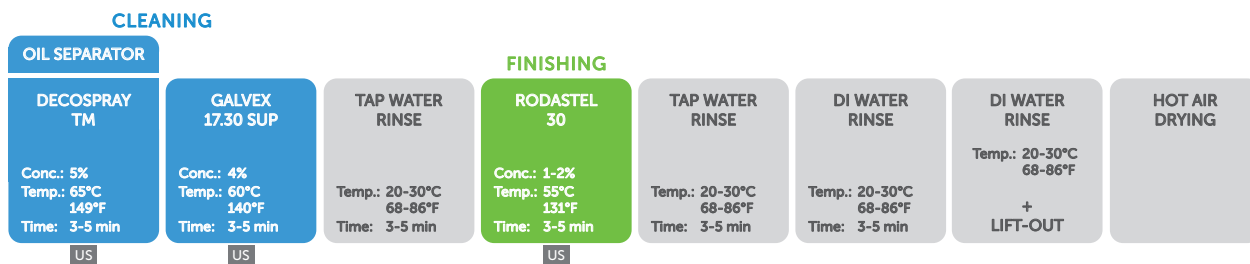 CLEANING
OIL SEPARATOR
DECOSPRAY
TM
Conc.: 5%
Temp.: 65°C
149°F
Time: 3-5 min
US
GALVEX
17.30 SUP
Conc.: 4%
Temp.: 60°C
140°F
Time: 3-5 min
US
TAP WATER
RINSE
Temp.: 20-30°C
68-86°F
Time: 3-5 min
FINISHING
RODASTEL
30
Conc.: 1-2%
Temp.: 55°C
131°F
Time: 3-5 min
US
TAP WATER
RINSE
Temp.: 20-30°C
68-86°F
Time: 3-5 min
DI WATER
RINSE
Temp.: 20-30°C
68-86°F
Time: 3-5 min
DI WATER
RINSE
Temp.: 20-30°C
68-86°F
+
LIFT-OUT
HOT AIR
DRYING